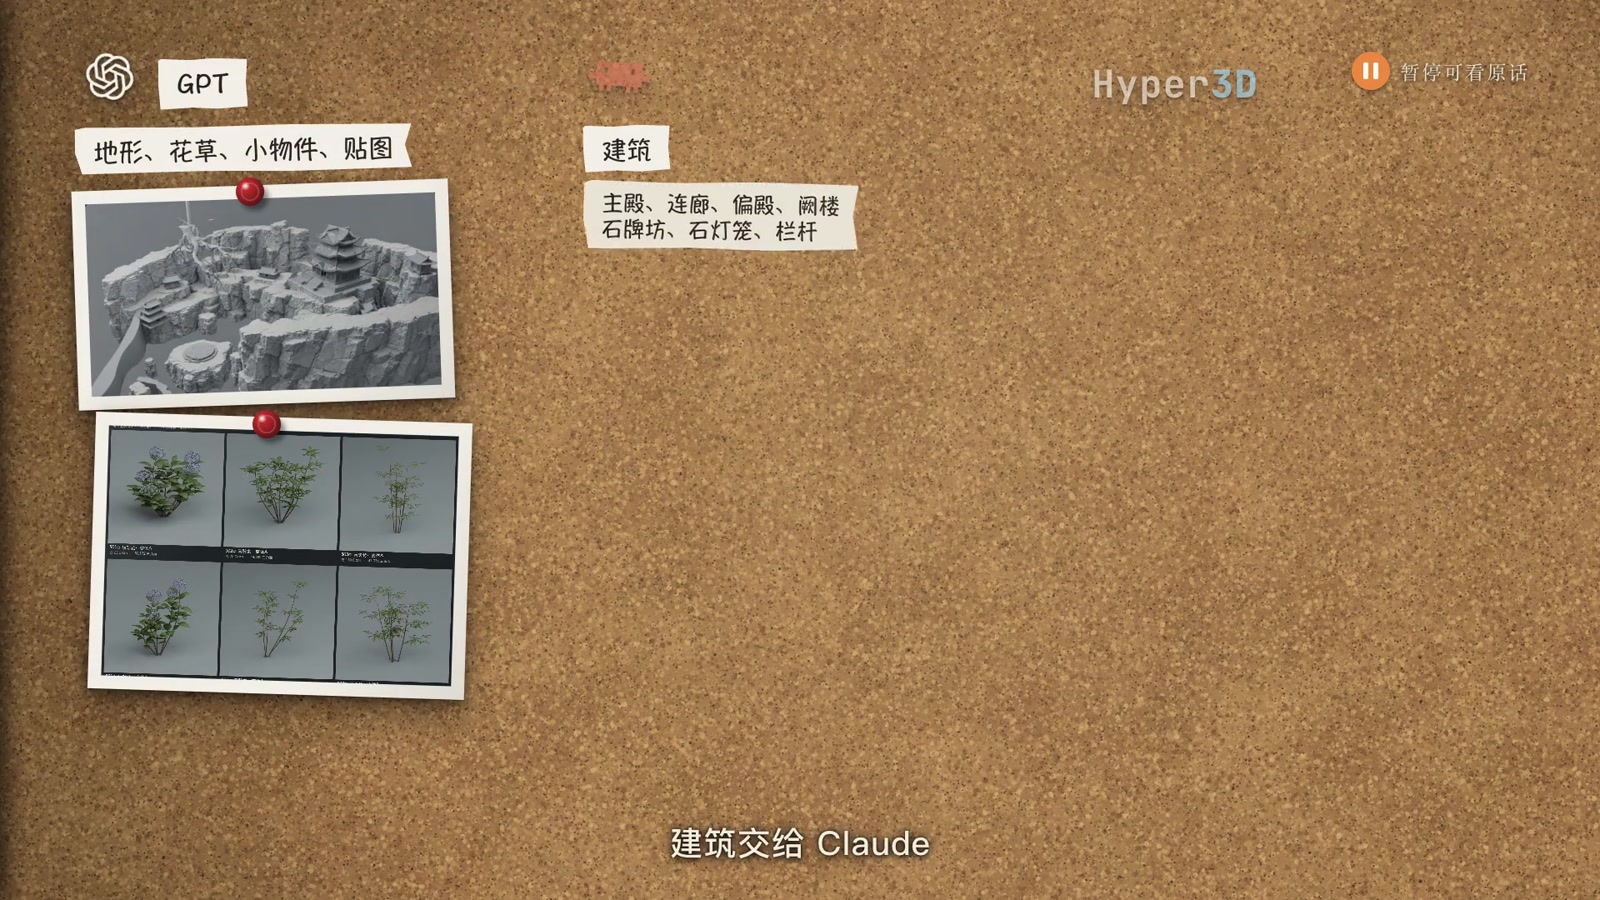 GPT
地形、花草、小物件、贴图
建筑
主殿、连廊、偏殿、阙楼
石牌坊、石灯笼、栏杆
Hyper3D
暂停可看原话
建筑交给 Claude